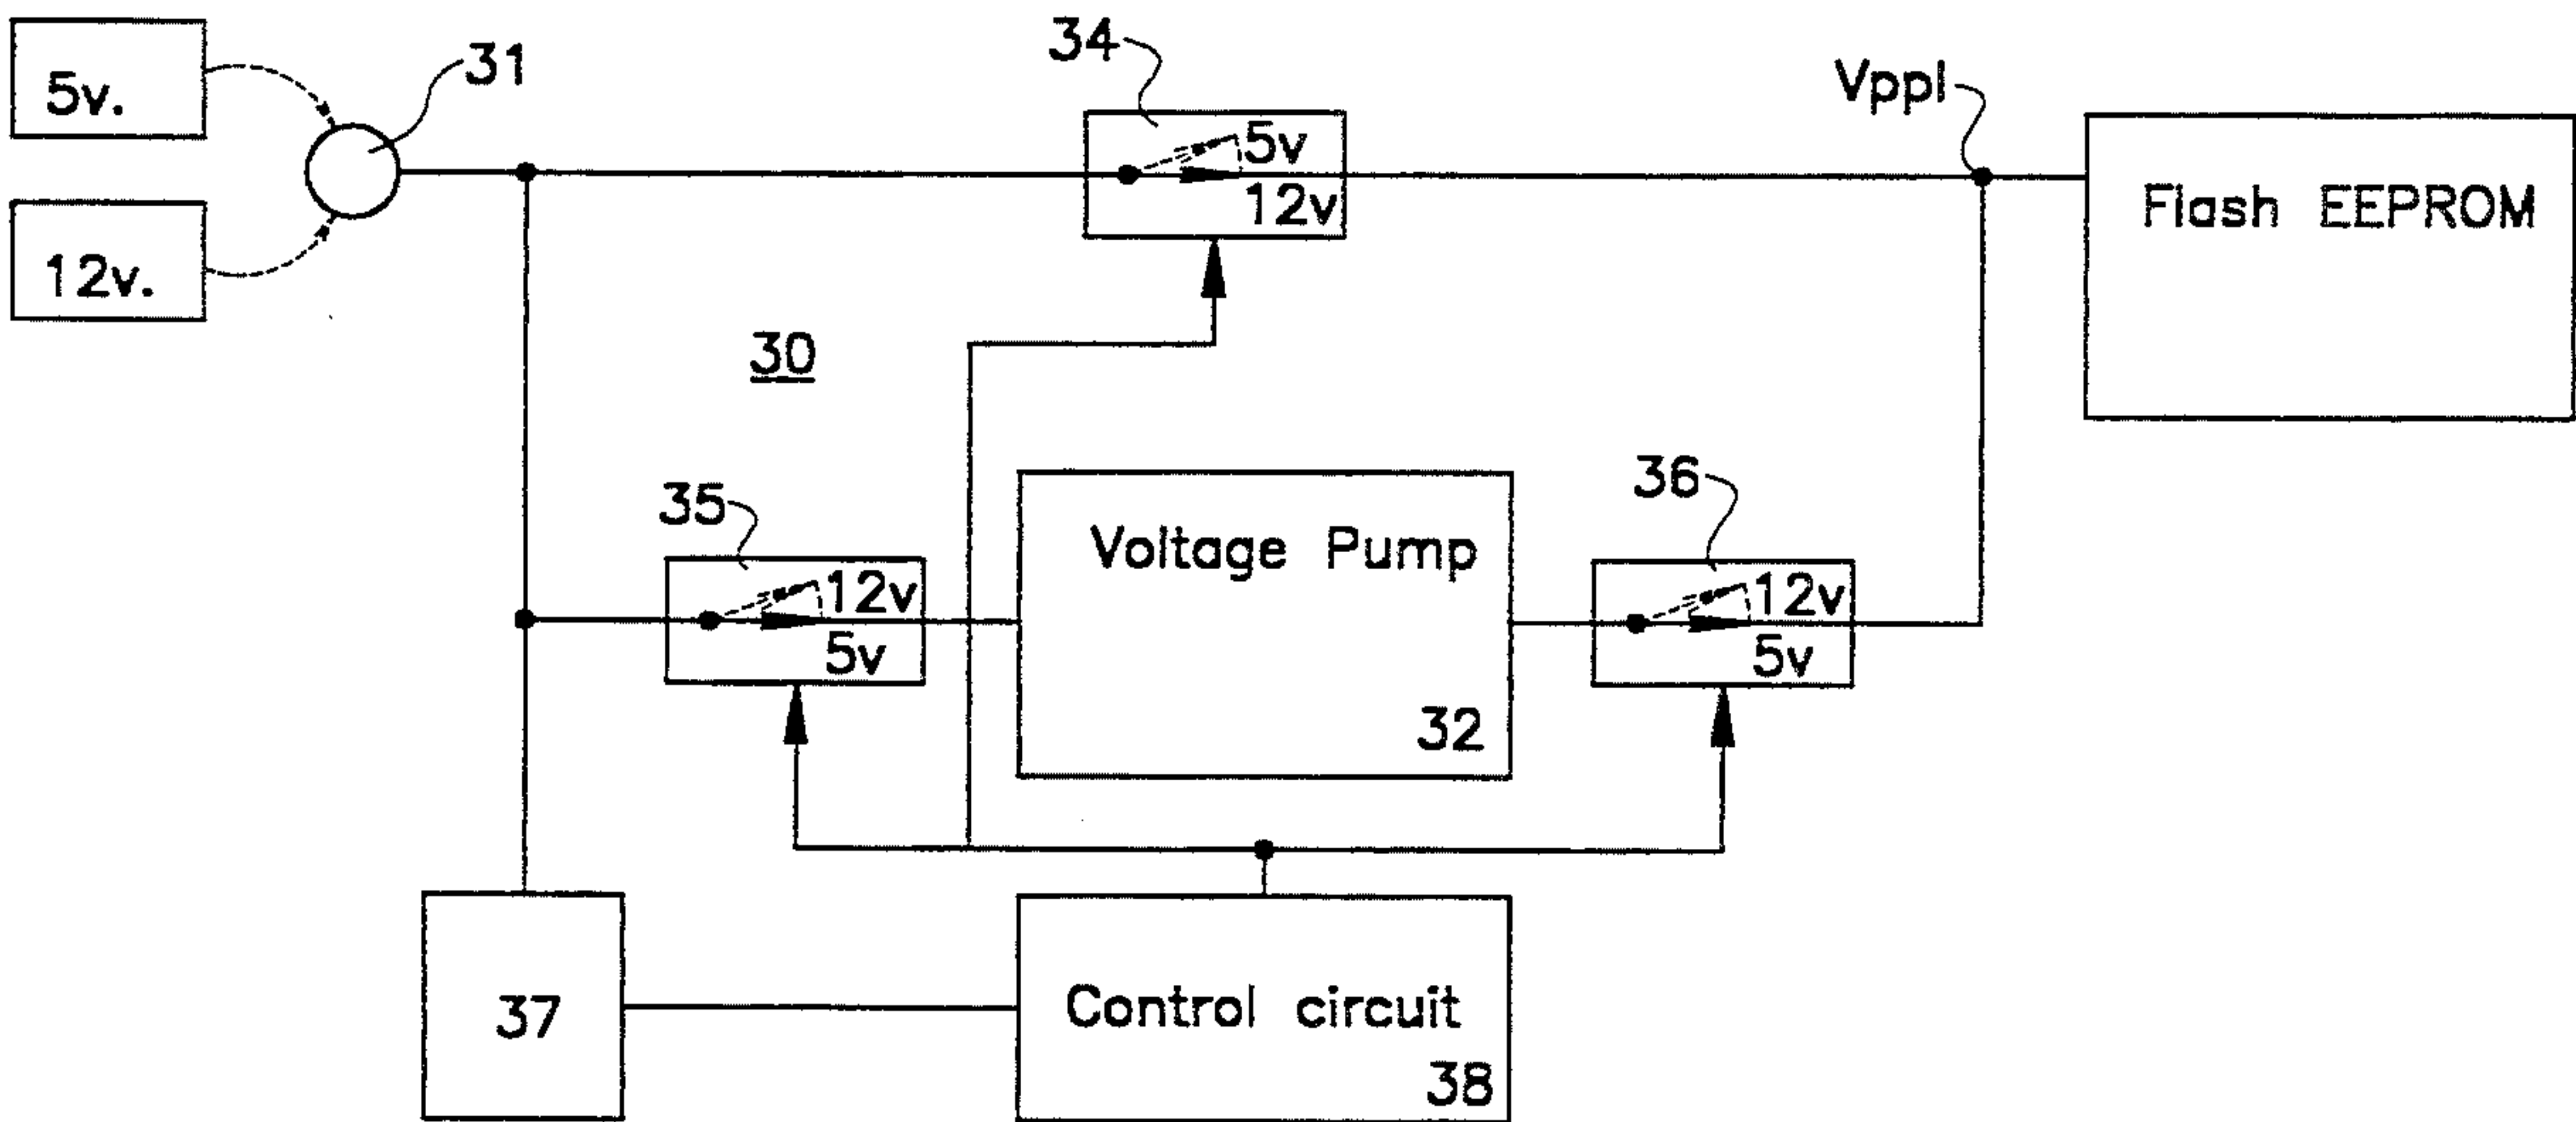 5v.
12v.
31
34
5v
12v
Vppl
Flash EEPROM
30
35
12v
5v
Voltage Pump
32
36
12v
5v
37
Control circuit
38